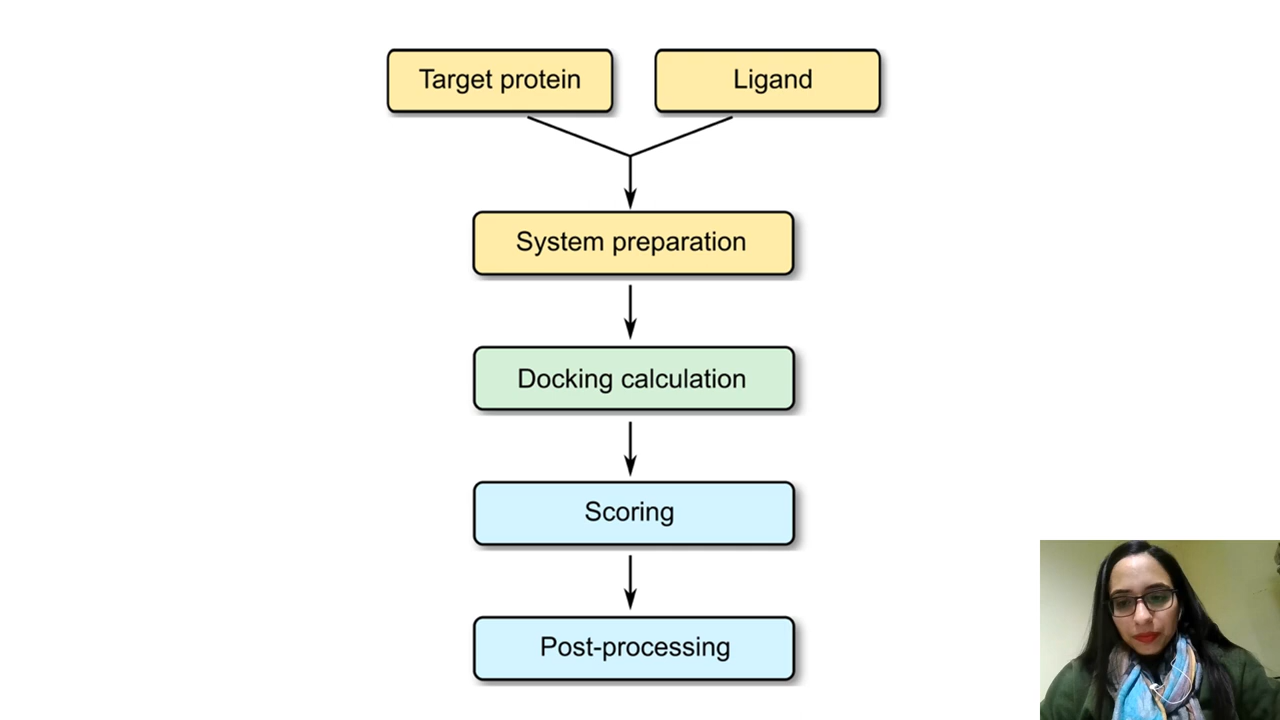 Target protein
Ligand
System preparation
Docking calculation
Scoring
Post-processing